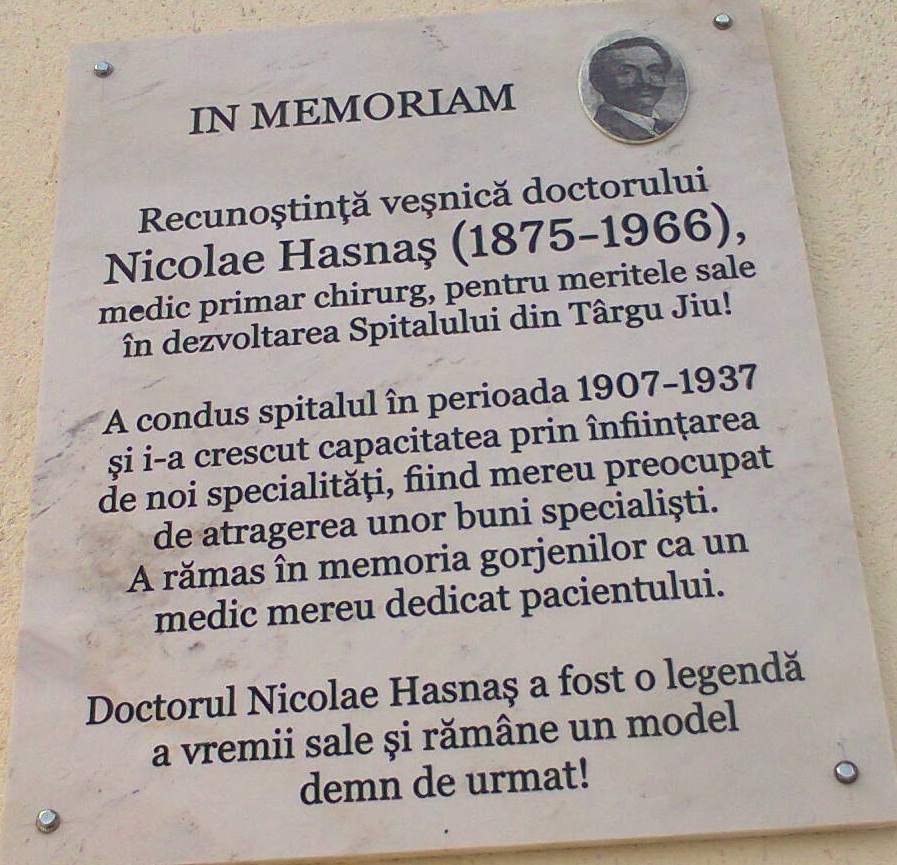 IN MEMORIAM
Recunoştinţă veşnică doctorului
Nicolae Hasnaş (1875–1966),
medic primar chirurg, pentru meritele sale
în dezvoltarea Spitalului din Târgu Jiu!
A condus spitalul în perioada 1907–1937
şi i-a crescut capacitatea prin înfiinţarea
de noi specialităţi, fiind mereu preocupat
de atragerea unor buni specialişti.
A rămas în memoria gorjenilor ca un
medic mereu dedicat pacientului.
Doctorul Nicolae Hasnaş a fost o legendă
a vremii sale şi rămâne un model
demn de urmat!